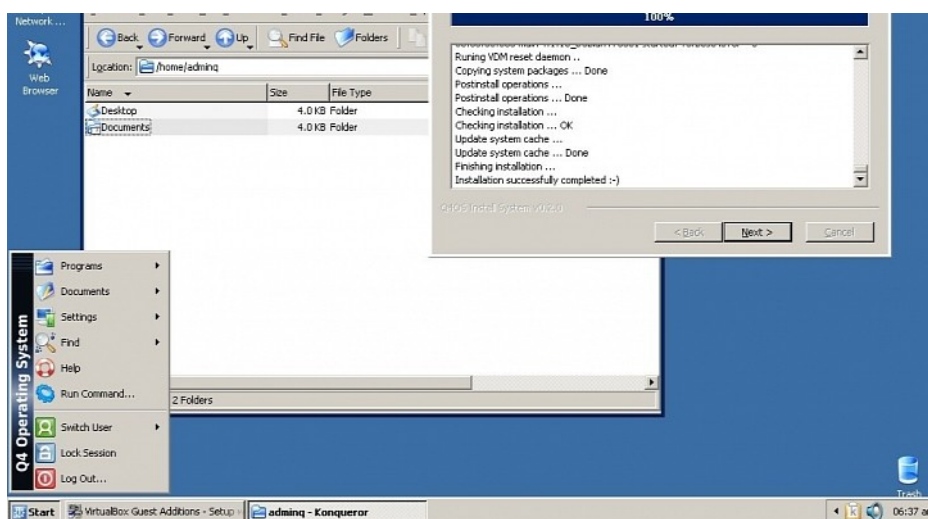 Network ...
Web
Browser
Back Forward Up Find File Folders
Location: /home/adminq
Name Size File Type
Desktop 4.0 KB Folder
Documents 4.0 KB Folder
2 Folders
100%
Runing VDM reset daemon ..
Copying system packages ... Done
Postinstall operations ...
Postinstall operations ... Done
Checking installation ...
Checking installation ... OK
Update system cache ...
Update system cache ... Done
Finishing installation ...
Installation successfully completed :-)
< Back Next > Cancel
Q4 Operating System
Programs
Documents
Settings
Find
Help
Run Command...
Switch User
Lock Session
Log Out...
Trash
Start VirtualBox Guest Additions - Setup adminq - Konqueror 06:37 a